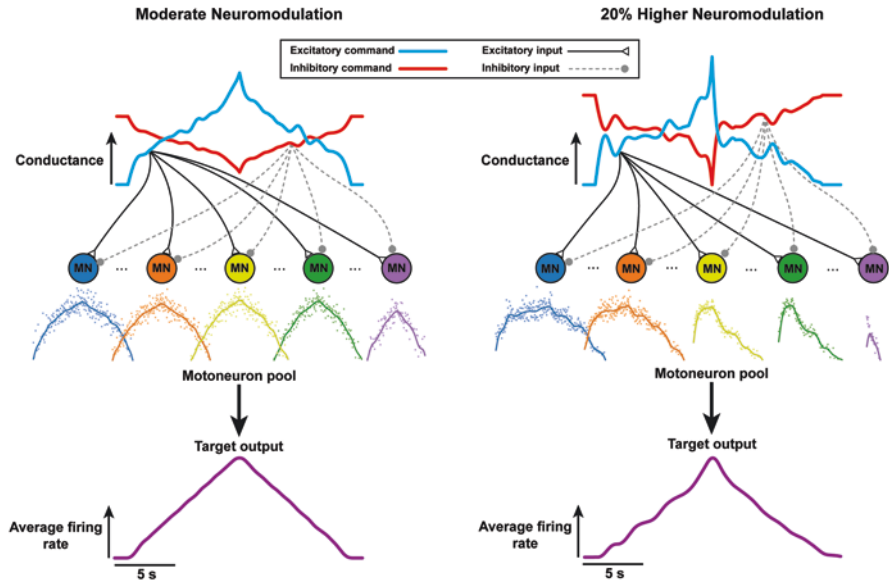 Moderate Neuromodulation
20% Higher Neuromodulation
Excitatory command
Excitatory input
Inhibitory command
Inhibitory input
Conductance
Conductance
MN ... MN ... MN ... MN ... MN
MN ... MN ... MN ... MN ... MN
Motoneuron pool
Motoneuron pool
Target output
Target output
Average firing
rate
Average firing
rate
5 s
5 s